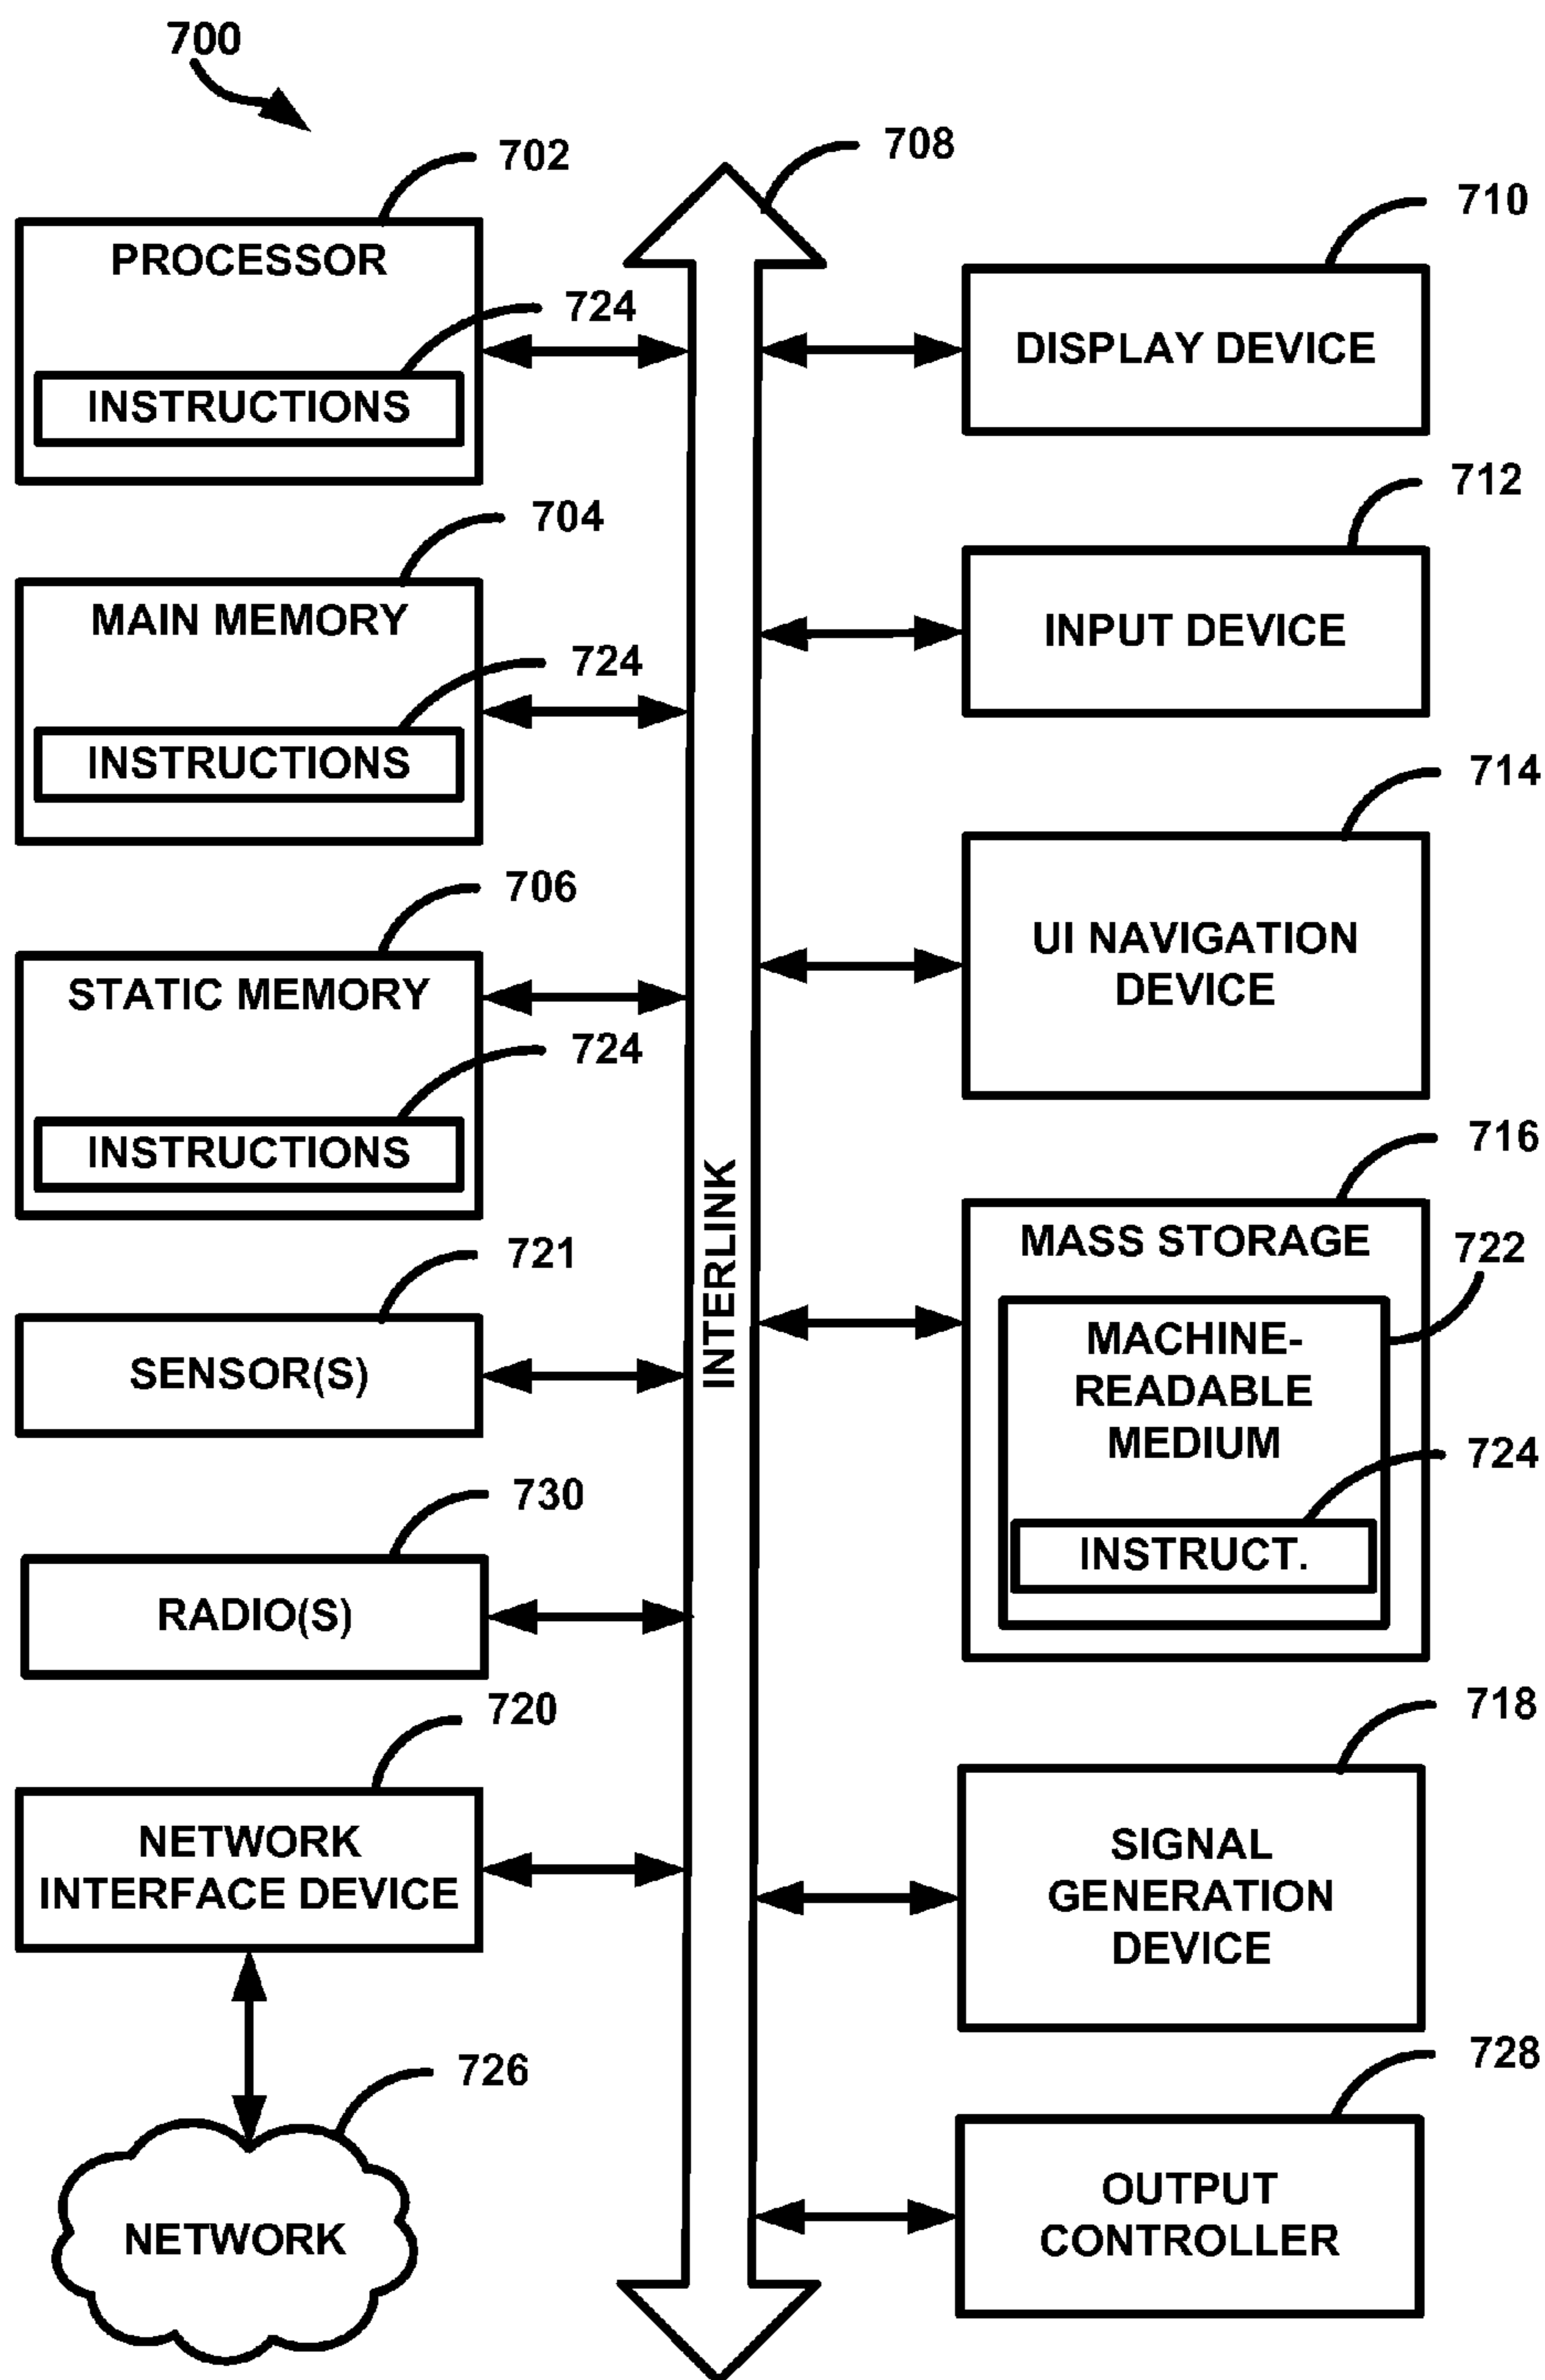 700
702
PROCESSOR
724
INSTRUCTIONS
704
MAIN MEMORY
724
INSTRUCTIONS
706
STATIC MEMORY
724
INSTRUCTIONS
721
SENSOR(S)
730
RADIO(S)
720
NETWORK
INTERFACE DEVICE
726
NETWORK
708
INTERLINK
710
DISPLAY DEVICE
712
INPUT DEVICE
714
UI NAVIGATION
DEVICE
716
MASS STORAGE
722
MACHINE-
READABLE
MEDIUM
724
INSTRUCT.
718
SIGNAL
GENERATION
DEVICE
728
OUTPUT
CONTROLLER